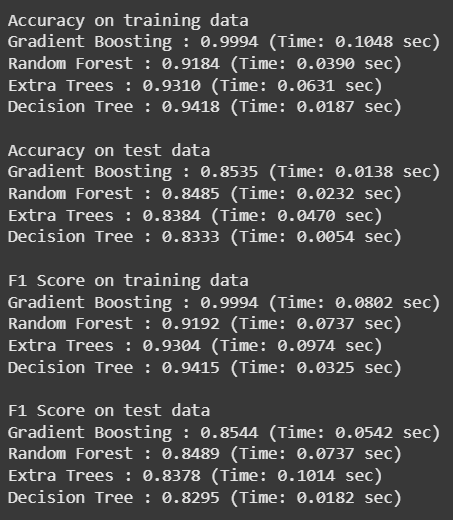 Accuracy on training data
Gradient Boosting : 0.9994 (Time: 0.1048 sec)
Random Forest : 0.9184 (Time: 0.0390 sec)
Extra Trees : 0.9310 (Time: 0.0631 sec)
Decision Tree : 0.9418 (Time: 0.0187 sec)

Accuracy on test data
Gradient Boosting : 0.8535 (Time: 0.0138 sec)
Random Forest : 0.8485 (Time: 0.0232 sec)
Extra Trees : 0.8384 (Time: 0.0470 sec)
Decision Tree : 0.8333 (Time: 0.0054 sec)

F1 Score on training data
Gradient Boosting : 0.9994 (Time: 0.0802 sec)
Random Forest : 0.9192 (Time: 0.0737 sec)
Extra Trees : 0.9304 (Time: 0.0974 sec)
Decision Tree : 0.9415 (Time: 0.0325 sec)

F1 Score on test data
Gradient Boosting : 0.8544 (Time: 0.0542 sec)
Random Forest : 0.8489 (Time: 0.0737 sec)
Extra Trees : 0.8378 (Time: 0.1014 sec)
Decision Tree : 0.8295 (Time: 0.0182 sec)